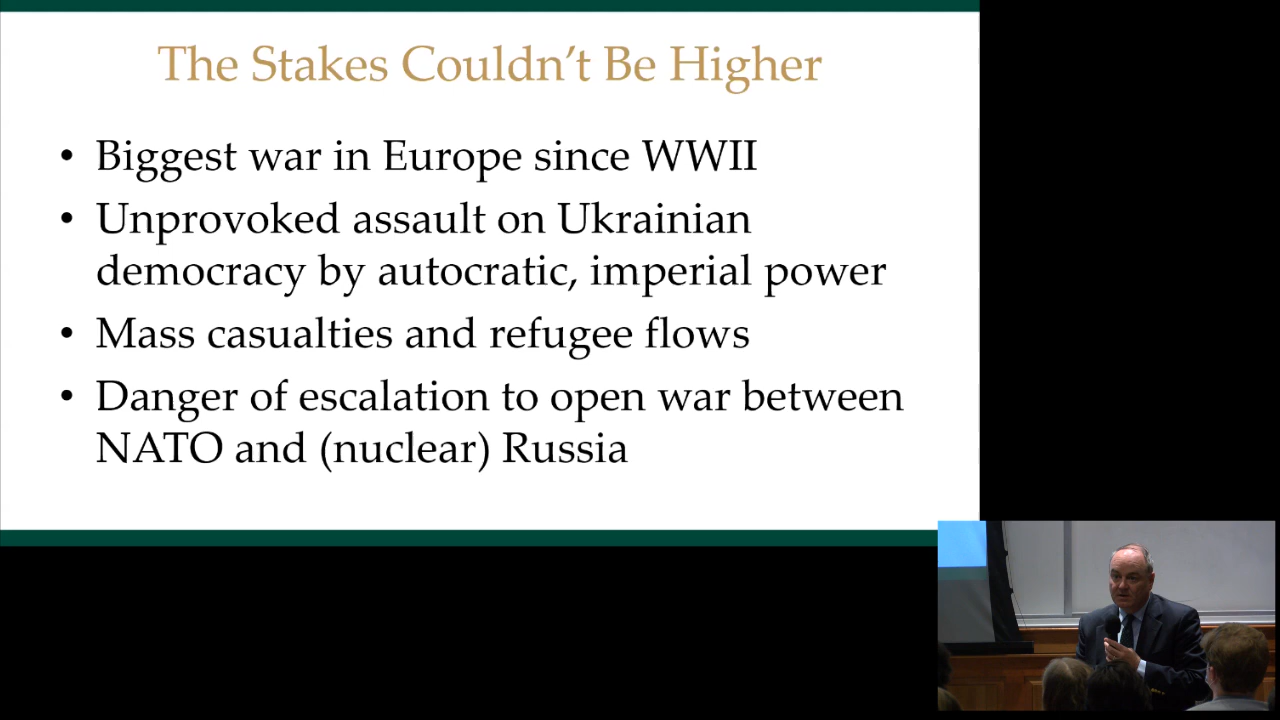 The Stakes Couldn’t Be Higher
• Biggest war in Europe since WWII
• Unprovoked assault on Ukrainian
democracy by autocratic, imperial power
• Mass casualties and refugee flows
• Danger of escalation to open war between
NATO and (nuclear) Russia